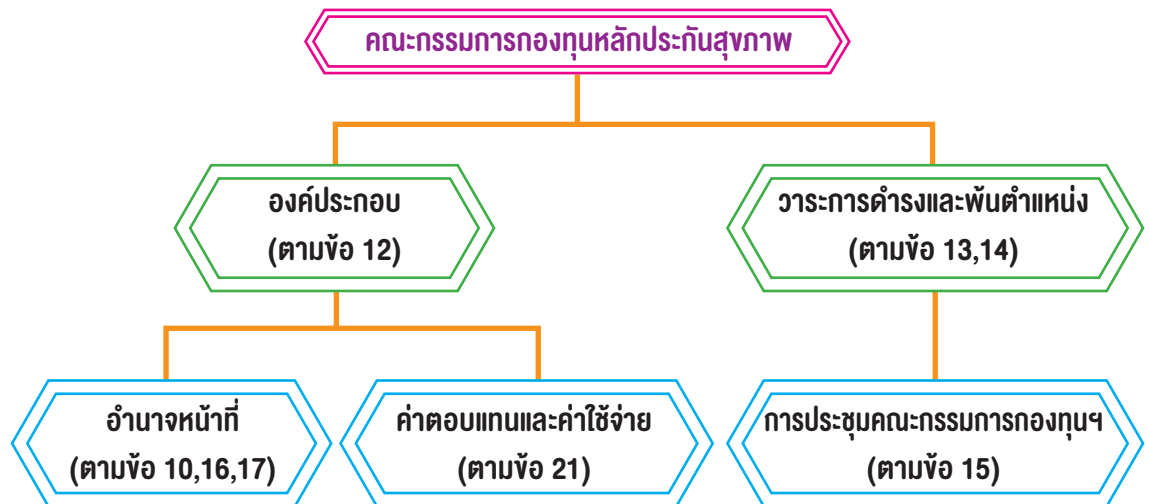 คณะกรรมการกองทุนหลักประกันสุขภาพ
องค์ประกอบ
(ตามข้อ 12)
วาระการดำรงและพ้นตำแหน่ง
(ตามข้อ 13,14)
อำนาจหน้าที่
(ตามข้อ 10,16,17)
ค่าตอบแทนและค่าใช้จ่าย
(ตามข้อ 21)
การประชุมคณะกรรมการกองทุนฯ
(ตามข้อ 15)